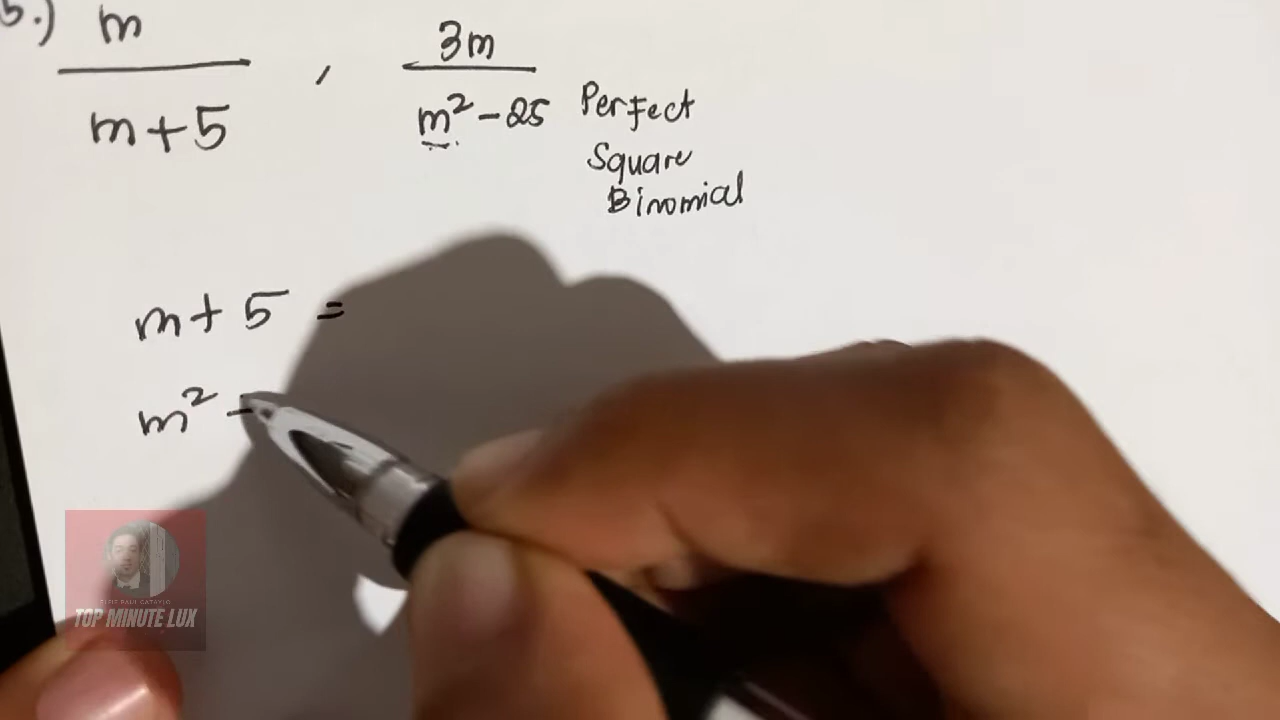 5.) m
m+5
,
3m
m² - 25
Perfect
Square
Binomial
m + 5 =
m² -
TOP MINUTE LUX